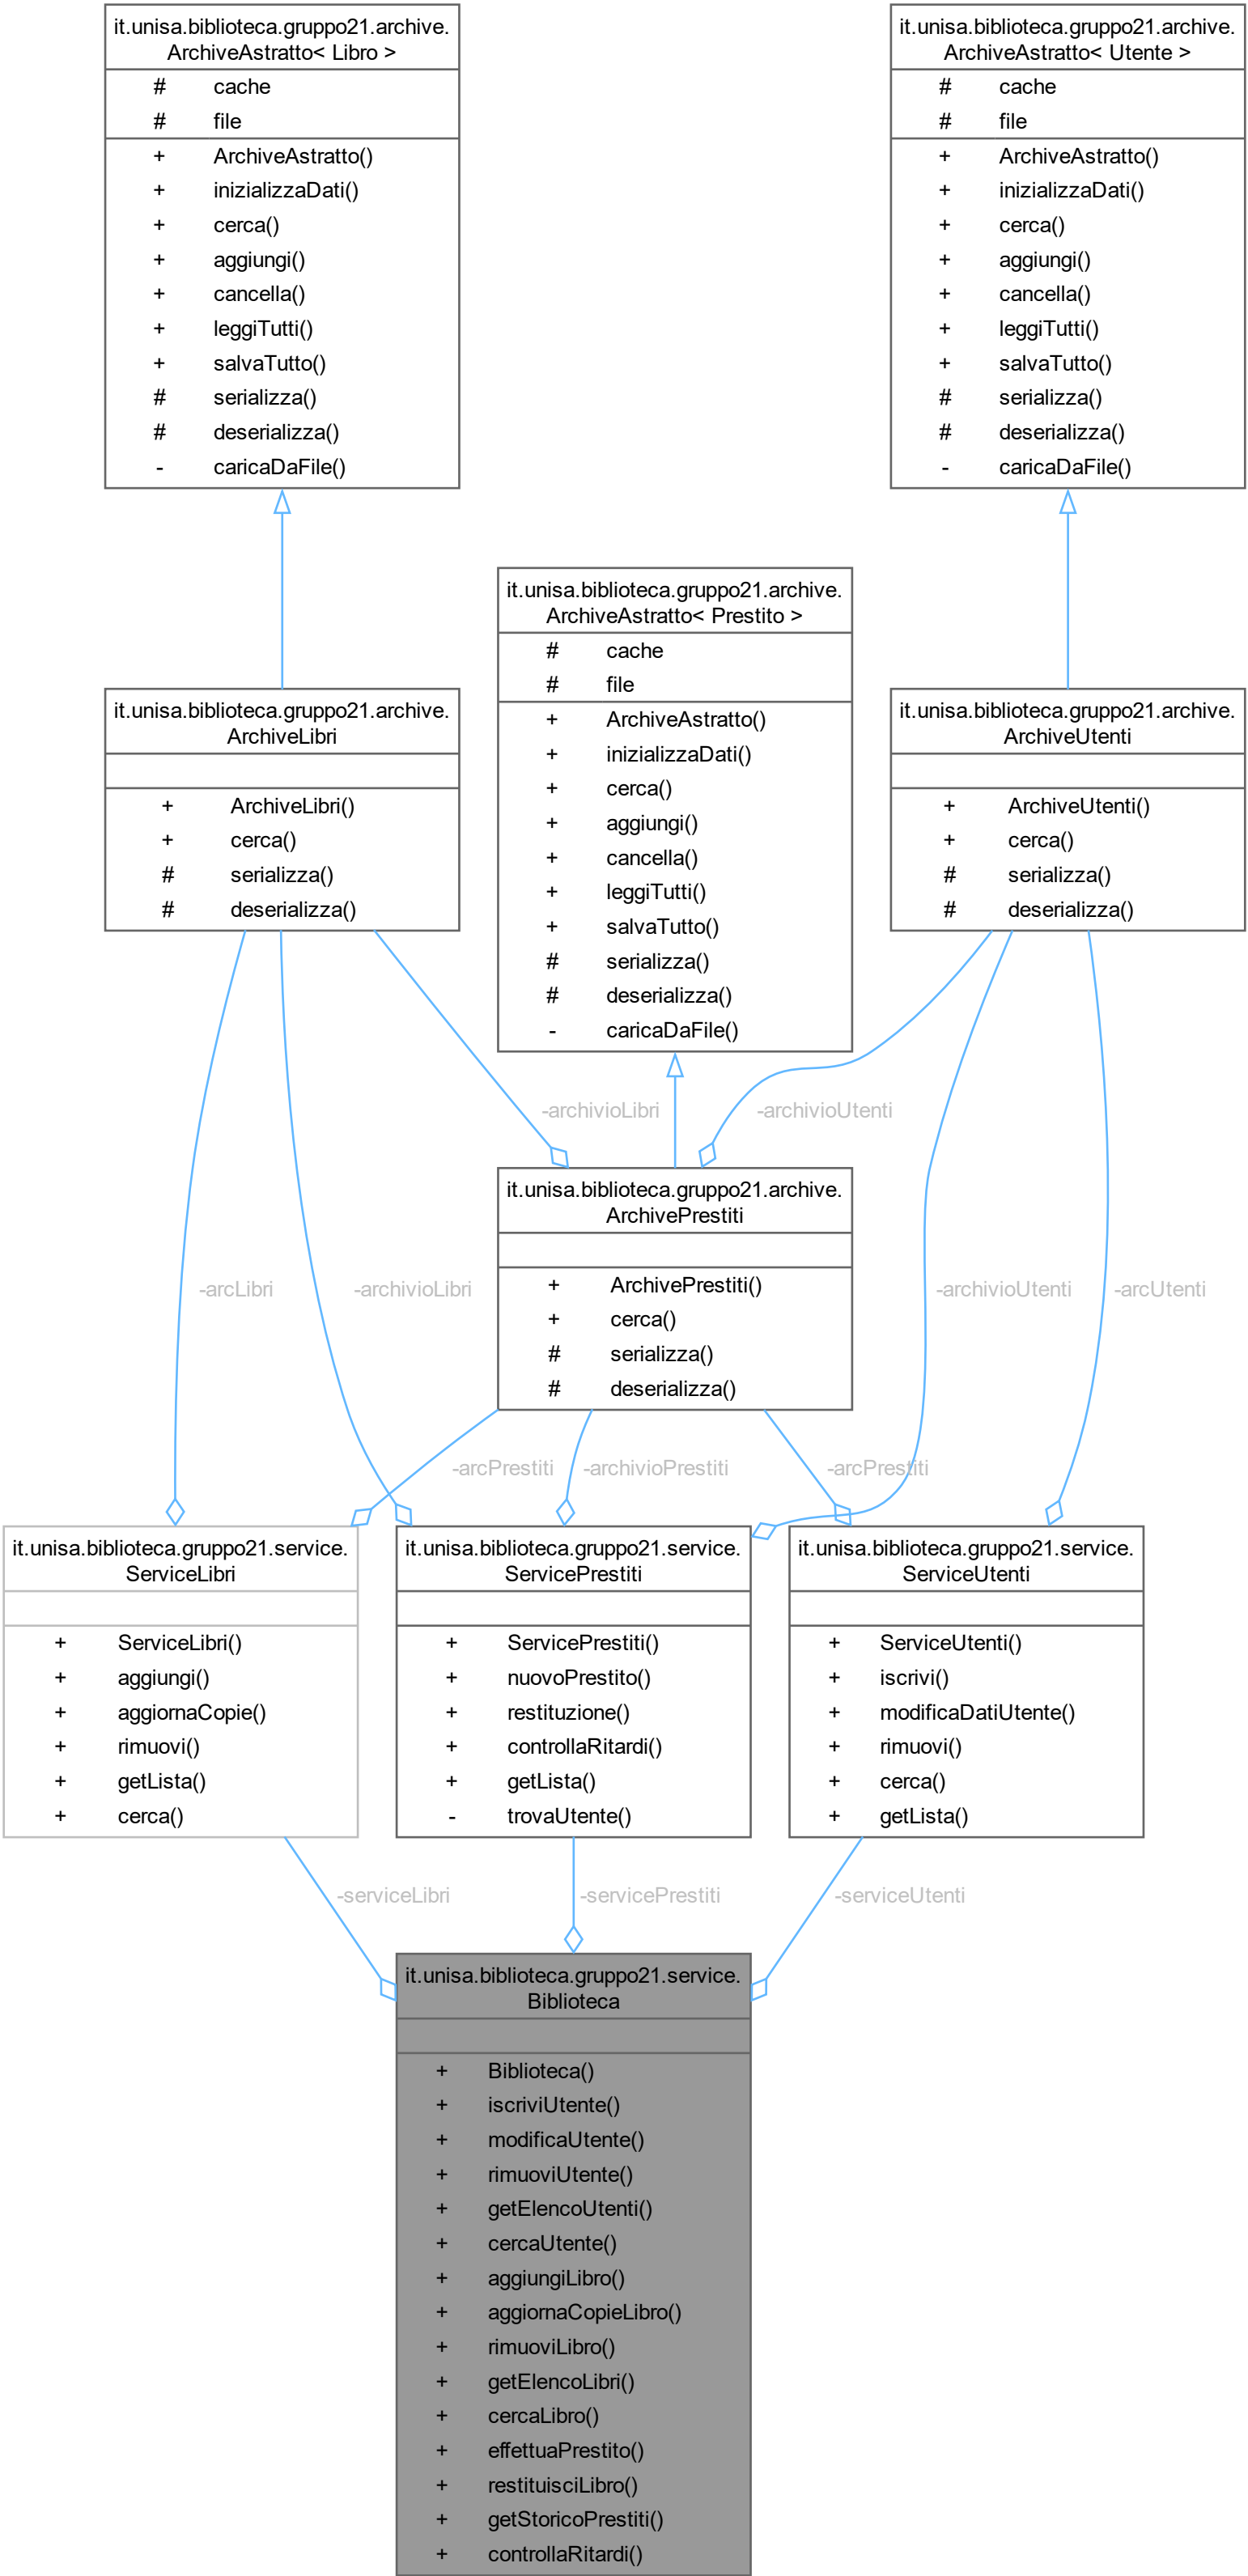 it.unisa.biblioteca.gruppo21.archive.
ArchiveAstratto< Libro >
# cache
# file
+ ArchiveAstratto()
+ inizializzaDati()
+ cerca()
+ aggiungi()
+ cancella()
+ leggiTutti()
+ salvaTutto()
# serializza()
# deserializza()
- caricaDaFile()
it.unisa.biblioteca.gruppo21.archive.
ArchiveAstratto< Utente >
# cache
# file
+ ArchiveAstratto()
+ inizializzaDati()
+ cerca()
+ aggiungi()
+ cancella()
+ leggiTutti()
+ salvaTutto()
# serializza()
# deserializza()
- caricaDaFile()
it.unisa.biblioteca.gruppo21.archive.
ArchiveAstratto< Prestito >
# cache
# file
+ ArchiveAstratto()
+ inizializzaDati()
+ cerca()
+ aggiungi()
+ cancella()
+ leggiTutti()
+ salvaTutto()
# serializza()
# deserializza()
- caricaDaFile()
it.unisa.biblioteca.gruppo21.archive.
ArchiveLibri
+ ArchiveLibri()
+ cerca()
# serializza()
# deserializza()
it.unisa.biblioteca.gruppo21.archive.
ArchiveUtenti
+ ArchiveUtenti()
+ cerca()
# serializza()
# deserializza()
-archivioLibri
-archivioUtenti
it.unisa.biblioteca.gruppo21.archive.
ArchivePrestiti
+ ArchivePrestiti()
+ cerca()
# serializza()
# deserializza()
-arcLibri
-archivioLibri
-archivioUtenti
-arcUtenti
-arcPrestiti
-archivioPrestiti
-arcPrestiti
it.unisa.biblioteca.gruppo21.service.
ServiceLibri
+ ServiceLibri()
+ aggiungi()
+ aggiornaCopie()
+ rimuovi()
+ getLista()
+ cerca()
it.unisa.biblioteca.gruppo21.service.
ServicePrestiti
+ ServicePrestiti()
+ nuovoPrestito()
+ restituzione()
+ controllaRitardi()
+ getLista()
- trovaUtente()
it.unisa.biblioteca.gruppo21.service.
ServiceUtenti
+ ServiceUtenti()
+ iscrivi()
+ modificaDatiUtente()
+ rimuovi()
+ cerca()
+ getLista()
-serviceLibri
-servicePrestiti
-serviceUtenti
it.unisa.biblioteca.gruppo21.service.
Biblioteca
+ Biblioteca()
+ iscriviUtente()
+ modificaUtente()
+ rimuoviUtente()
+ getElencoUtenti()
+ cercaUtente()
+ aggiungiLibro()
+ aggiornaCopieLibro()
+ rimuoviLibro()
+ getElencoLibri()
+ cercaLibro()
+ effettuaPrestito()
+ restituisciLibro()
+ getStoricoPrestiti()
+ controllaRitardi()